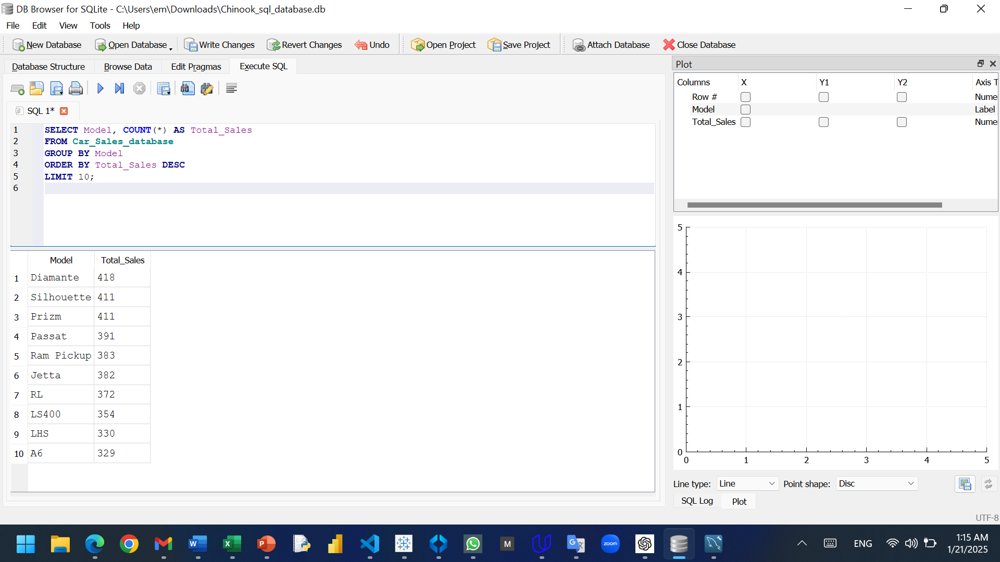 DB Browser for SQLite - C:\Users\em\Downloads\Chinook_sql_database.db
File Edit View Tools Help
New Database Open Database Write Changes Revert Changes Undo Open Project Save Project Attach Database Close Database
Database Structure Browse Data Edit Pragmas Execute SQL
SQL 1*
1 SELECT Model, COUNT(*) AS Total_Sales
2 FROM Car_Sales_database
3 GROUP BY Model
4 ORDER BY Total_Sales DESC
5 LIMIT 10;
6
Model Total_Sales
1 Diamante 418
2 Silhouette 411
3 Prizm 411
4 Passat 391
5 Ram Pickup 383
6 Jetta 382
7 RL 372
8 LS400 354
9 LHS 330
10 A6 329
Plot
Columns X Y1 Y2 Axis T
Row # Nume
Model Label
Total_Sales Nume
5
4
3
2
1
0
0 1 2 3 4 5
Line type: Line Point shape: Disc
SQL Log Plot
UTF-8
W X P M G zoom
ENG
1:15 AM
1/21/2025